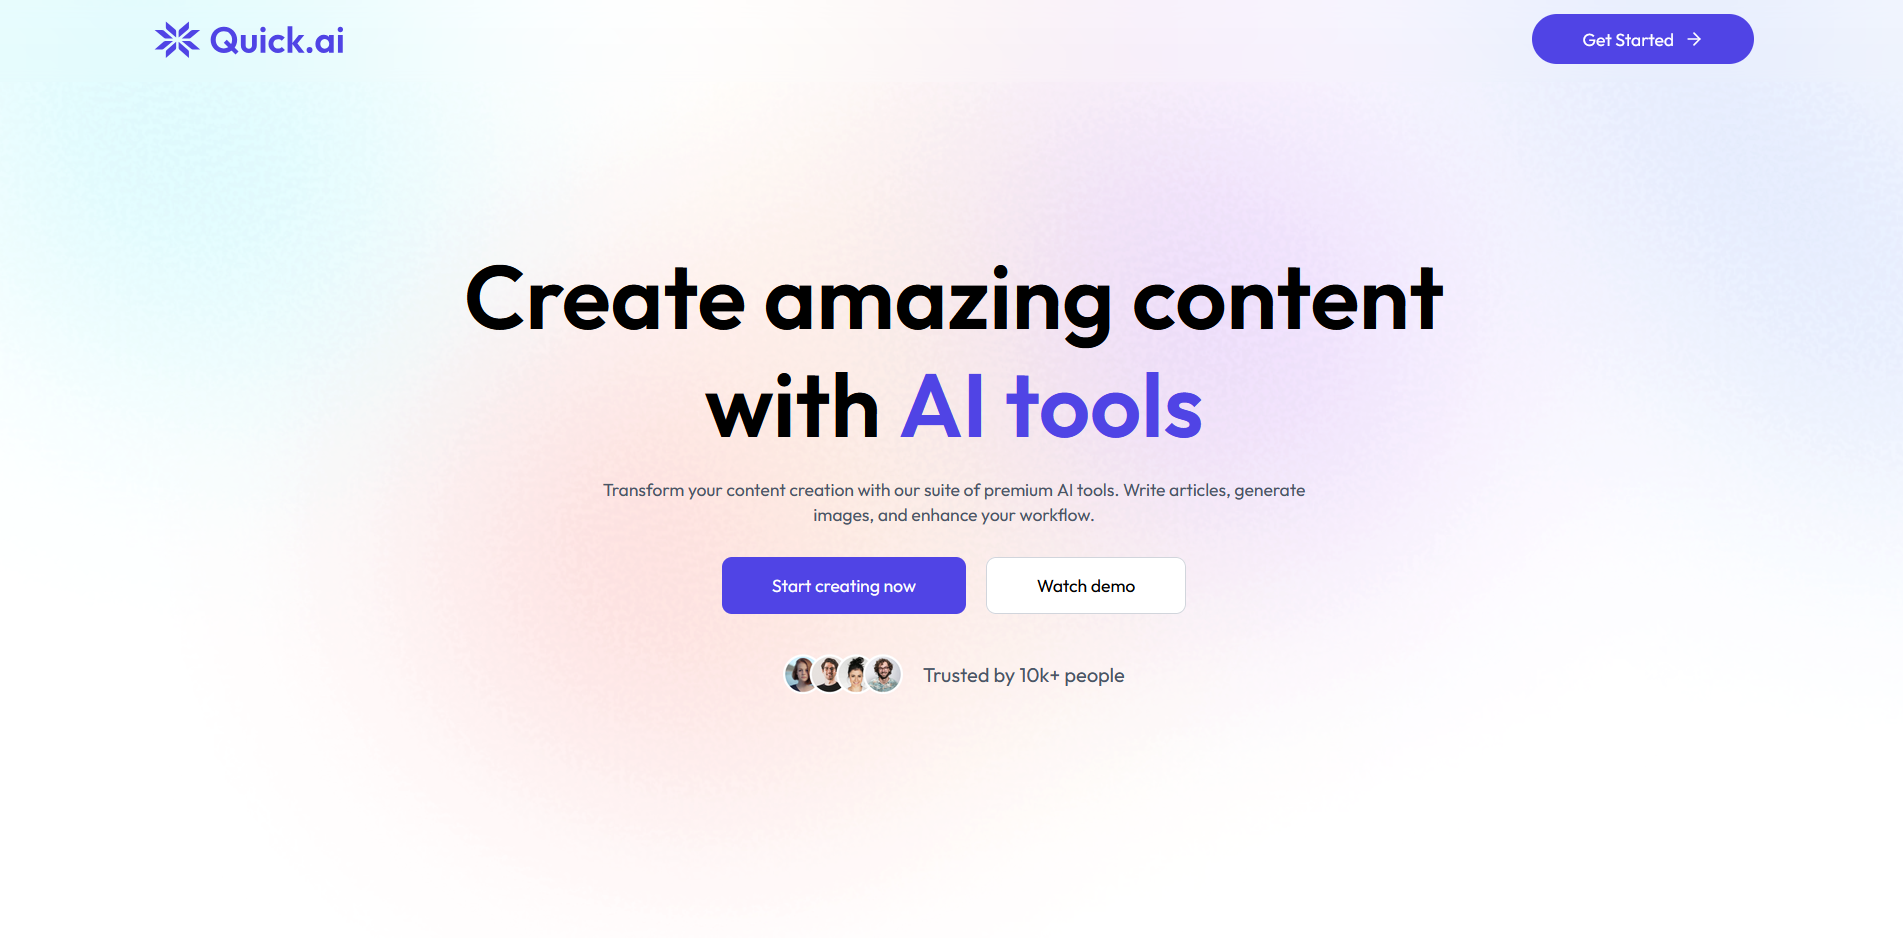 Quick.ai
Get Started
Create amazing content
with AI tools
Transform your content creation with our suite of premium AI tools. Write articles, generate
images, and enhance your workflow.
Start creating now
Watch demo
Trusted by 10k+ people